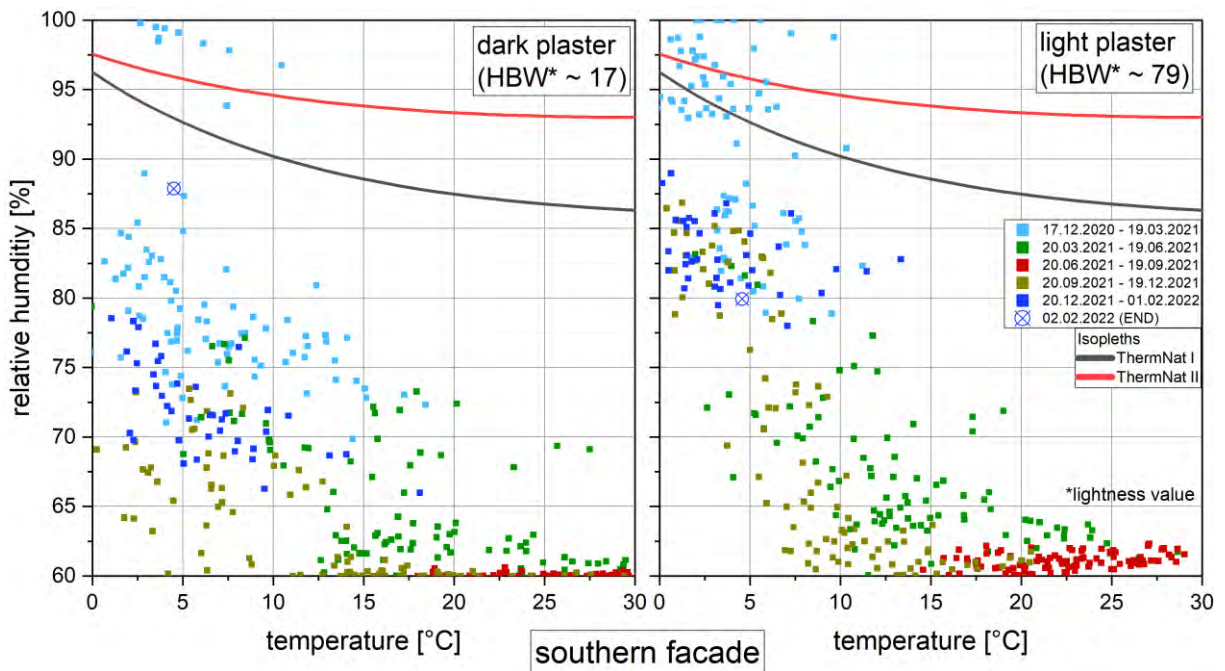 100
95
90
85
80
75
70
65
60
relative humditiy [%]
dark plaster
(HBW* ~ 17)
light plaster
(HBW* ~ 79)
17.12.2020 - 19.03.2021
20.03.2021 - 19.06.2021
20.06.2021 - 19.09.2021
20.09.2021 - 19.12.2021
20.12.2021 - 01.02.2022
02.02.2022 (END)
Isopleths
ThermNat I
ThermNat II
*lightness value
0 5 10 15 20 25 30
0 5 10 15 20 25 30
temperature [°C]
temperature [°C]
southern facade